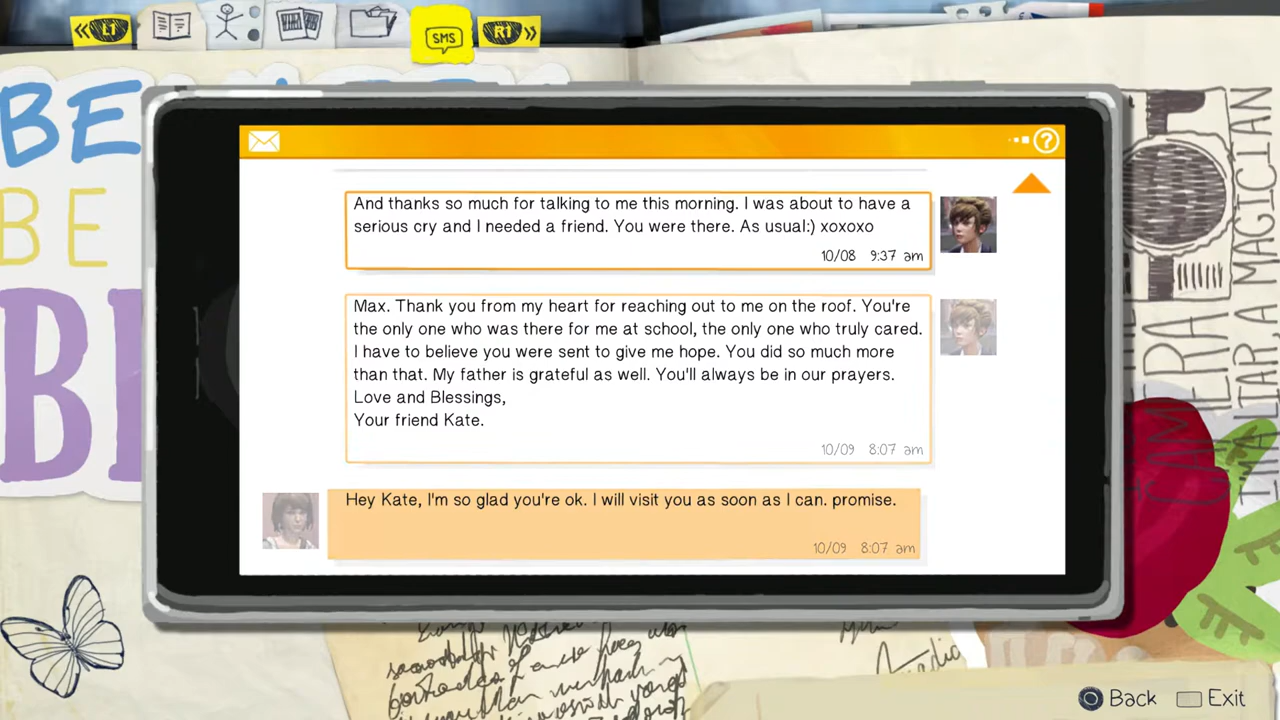 L1
SMS
R1
BE
BE
B
And thanks so much for talking to me this morning. I was about to have a
serious cry and I needed a friend. You were there. As usual:) xoxoxo
10/08 9:37 am
Max. Thank you from my heart for reaching out to me on the roof. You're
the only one who was there for me at school, the only one who truly cared.
I have to believe you were sent to give me hope. You did so much more
than that. My father is grateful as well. You'll always be in our prayers.
Love and Blessings,
Your friend Kate.
10/09 8:07 am
Hey Kate, I'm so glad you're ok. I will visit you as soon as I can. promise.
10/09 8:07 am
MAGICIAN
Back
Exit